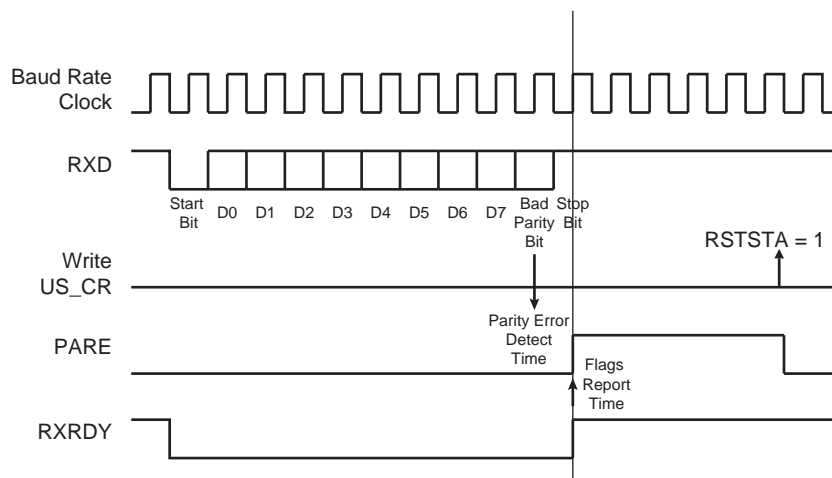 Baud Rate
Clock
RXD
Start
Bit
D0 D1 D2 D3 D4 D5 D6 D7
Bad
Parity
Bit
Stop
Bit
RSTSTA = 1
Write
US_CR
Parity Error
Detect
Time
PARE
Flags
Report
Time
RXRDY